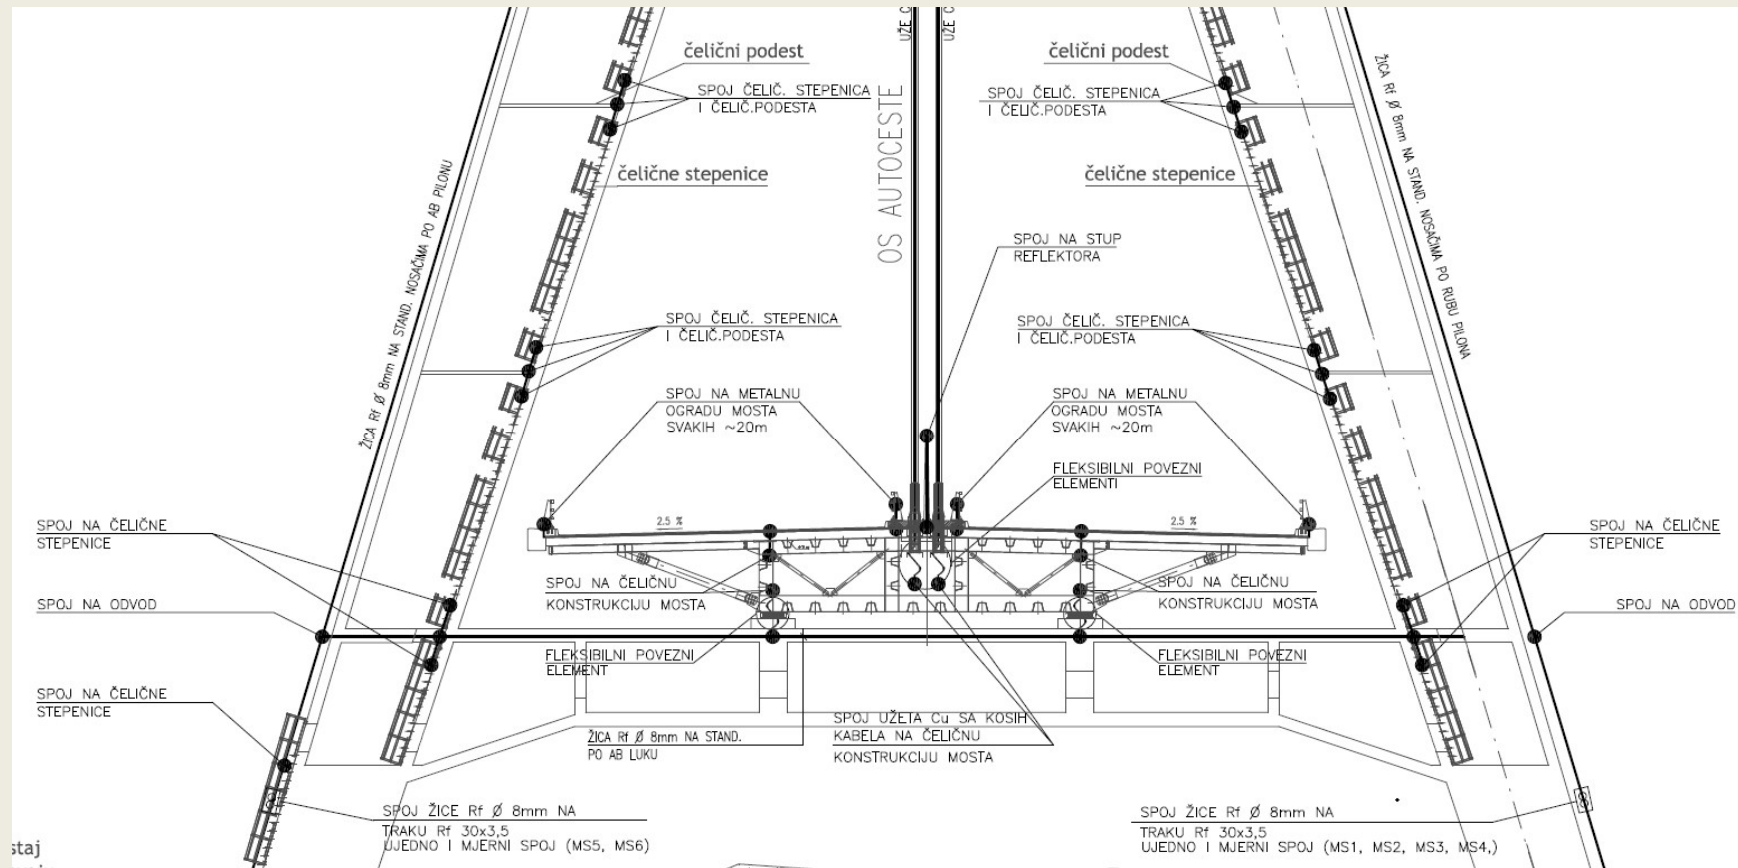 UŽE C
UŽE C
čelični podest
čelični podest
SPOJ ČELIČ. STEPENICA
I ČELIČ.PODESTA
SPOJ ČELIČ. STEPENICA
I ČELIČ.PODESTA
OS AUTOCESTE
čelične stepenice
čelične stepenice
ŽICA Rf Ø 8mm NA STAND. NOSAČIMA PO AB PILONU
ŽICA Rf Ø 8mm NA STAND. NOSAČIMA PO RUBU PILONA
SPOJ NA STUP
REFLEKTORA
SPOJ ČELIČ. STEPENICA
I ČELIČ.PODESTA
SPOJ ČELIČ. STEPENICA
I ČELIČ.PODESTA
SPOJ NA METALNU
OGRADU MOSTA
SVAKIH ~20m
SPOJ NA METALNU
OGRADU MOSTA
SVAKIH ~20m
FLEKSIBILNI POVEZNI
ELEMENTI
2.5 %
2.5 %
SPOJ NA ČELIČNE
STEPENICE
SPOJ NA ČELIČNE
STEPENICE
SPOJ NA ČELIČNU
KONSTRUKCIJU MOSTA
SPOJ NA ČELIČNU
KONSTRUKCIJU MOSTA
SPOJ NA ODVOD
SPOJ NA ODVOD
FLEKSIBILNI POVEZNI
ELEMENT
FLEKSIBILNI POVEZNI
ELEMENT
SPOJ NA ČELIČNE
STEPENICE
ŽICA Rf Ø 8mm NA STAND.
PO AB LUKU
SPOJ UŽETA Cu SA KOSIH
KABELA NA ČELIČNU
KONSTRUKCIJU MOSTA
SPOJ ŽICE Rf Ø 8mm NA
TRAKU Rf 30x3,5
UJEDNO I MJERNI SPOJ (MS5, MS6)
SPOJ ŽICE Rf Ø 8mm NA
TRAKU Rf 30x3,5
UJEDNO I MJERNI SPOJ (MS1, MS2, MS3, MS4,)
staj